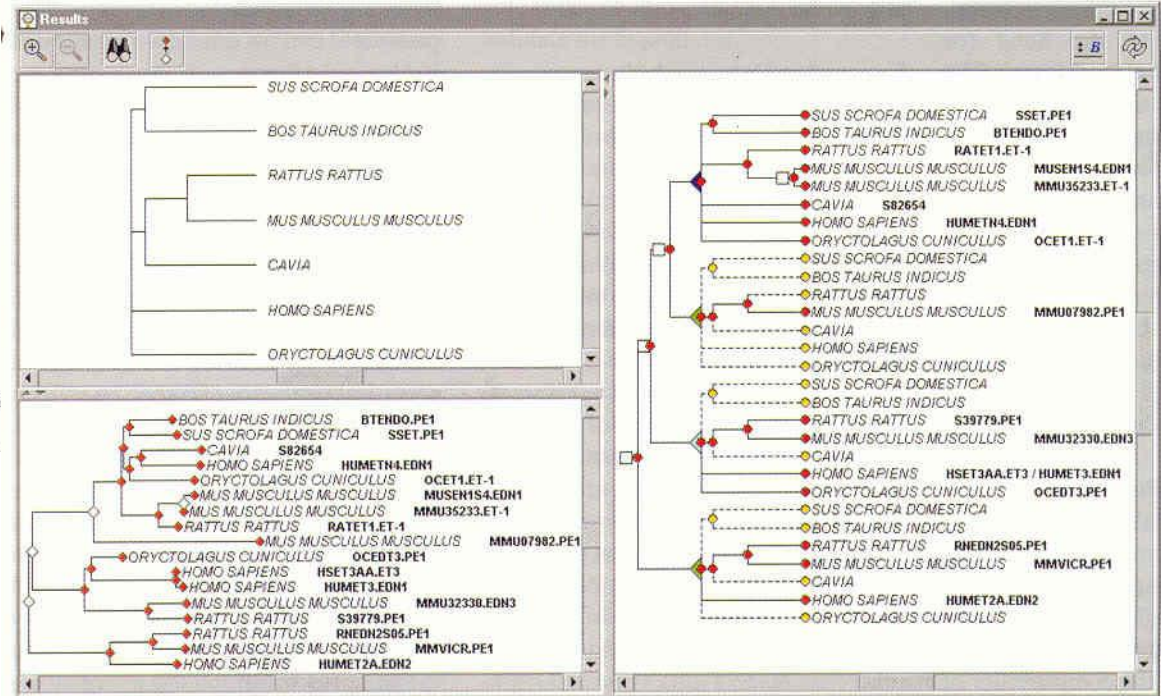 Results
B
SUS SCROFA DOMESTICA
BOS TAURUS INDICUS
RATTUS RATTUS
MUS MUSCULUS MUSCULUS
CAVIA
HOMO SAPIENS
ORYCTOLAGUS CUNICULUS
BOS TAURUS INDICUS BTENDO.PE1
SUS SCROFA DOMESTICA SSET.PE1
CAVIA S82654
HOMO SAPIENS HUMETN4.EDN1
ORYCTOLAGUS CUNICULUS OCET1.ET-1
MUS MUSCULUS MUSCULUS MUSEN1S4.EDN1
MUS MUSCULUS MUSCULUS MMU35233.ET-1
RATTUS RATTUS RATET1.ET-1
MUS MUSCULUS MUSCULUS MMU07982.PE1
ORYCTOLAGUS CUNICULUS OCEDT3.PE1
HOMO SAPIENS HSET3AA.ET3
HOMO SAPIENS HUMET3.EDN1
MUS MUSCULUS MUSCULUS MMU32330.EDN3
RATTUS RATTUS S39779.PE1
RATTUS RATTUS RNEDN2S05.PE1
MUS MUSCULUS MUSCULUS MMVICR.PE1
HOMO SAPIENS HUMET2A.EDN2
SUS SCROFA DOMESTICA SSET.PE1
BOS TAURUS INDICUS BTENDO.PE1
RATTUS RATTUS RATET1.ET-1
MUS MUSCULUS MUSCULUS MUSEN1S4.EDN1
MUS MUSCULUS MUSCULUS MMU35233.ET-1
CAVIA S82654
HOMO SAPIENS HUMETN4.EDN1
ORYCTOLAGUS CUNICULUS OCET1.ET-1
SUS SCROFA DOMESTICA
BOS TAURUS INDICUS
RATTUS RATTUS
MUS MUSCULUS MUSCULUS MMU07982.PE1
CAVIA
HOMO SAPIENS
ORYCTOLAGUS CUNICULUS
SUS SCROFA DOMESTICA
BOS TAURUS INDICUS
RATTUS RATTUS S39779.PE1
MUS MUSCULUS MUSCULUS MMU32330.EDN3
CAVIA
HOMO SAPIENS HSET3AA.ET3 / HUMET3.EDN1
ORYCTOLAGUS CUNICULUS OCEDT3.PE1
SUS SCROFA DOMESTICA
BOS TAURUS INDICUS
RATTUS RATTUS RNEDN2S05.PE1
MUS MUSCULUS MUSCULUS MMVICR.PE1
CAVIA
HOMO SAPIENS HUMET2A.EDN2
ORYCTOLAGUS CUNICULUS